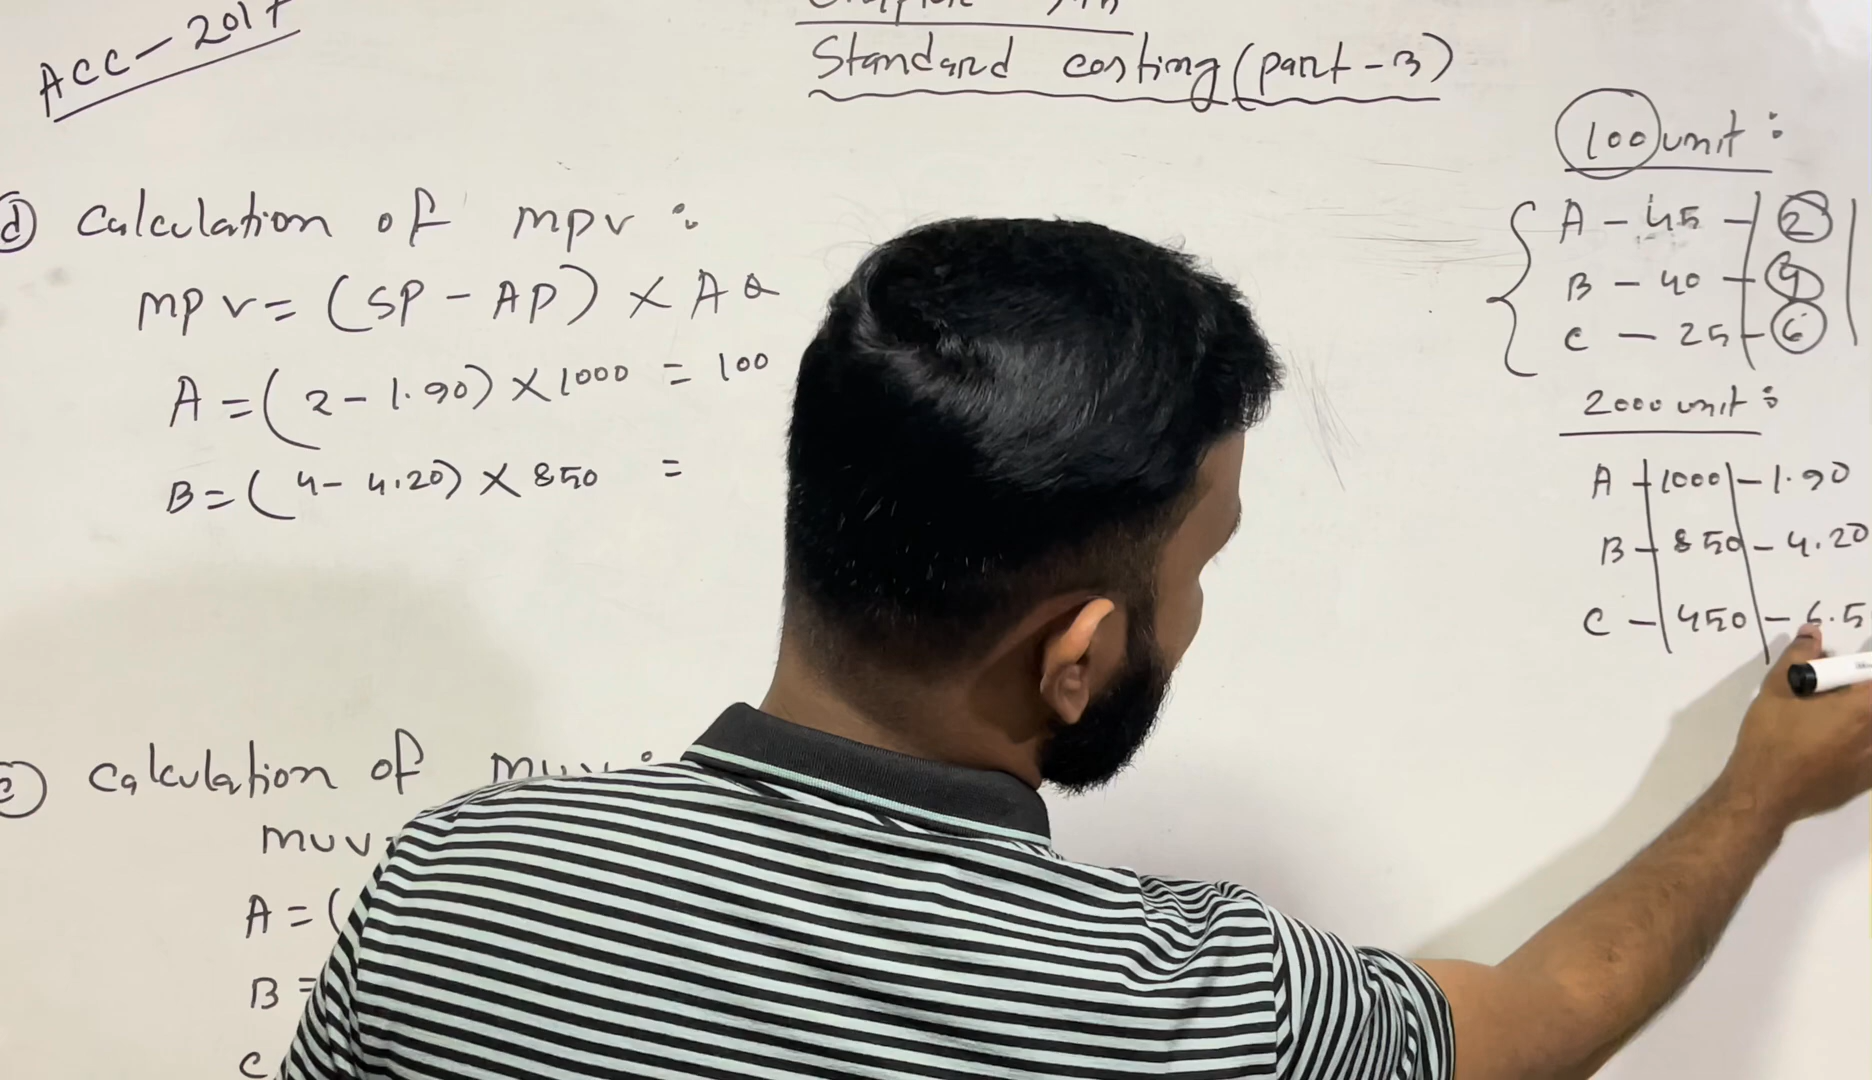 ACC-2017
Standard costing (part-3)
100 unit :
A - 45 - 2
B - 40 - 4
C - 25 - 6
2000 unit :
A - 1000 - 1.90
B - 850 - 4.20
C - 450 - 6.5
d) Calculation of mpv :
mpv = (SP - AP) × AQ
A = (2 - 1.90) × 1000 = 100
B = (4 - 4.20) × 850 =
e) Calculation of muv :
muv
A = (
B =
C